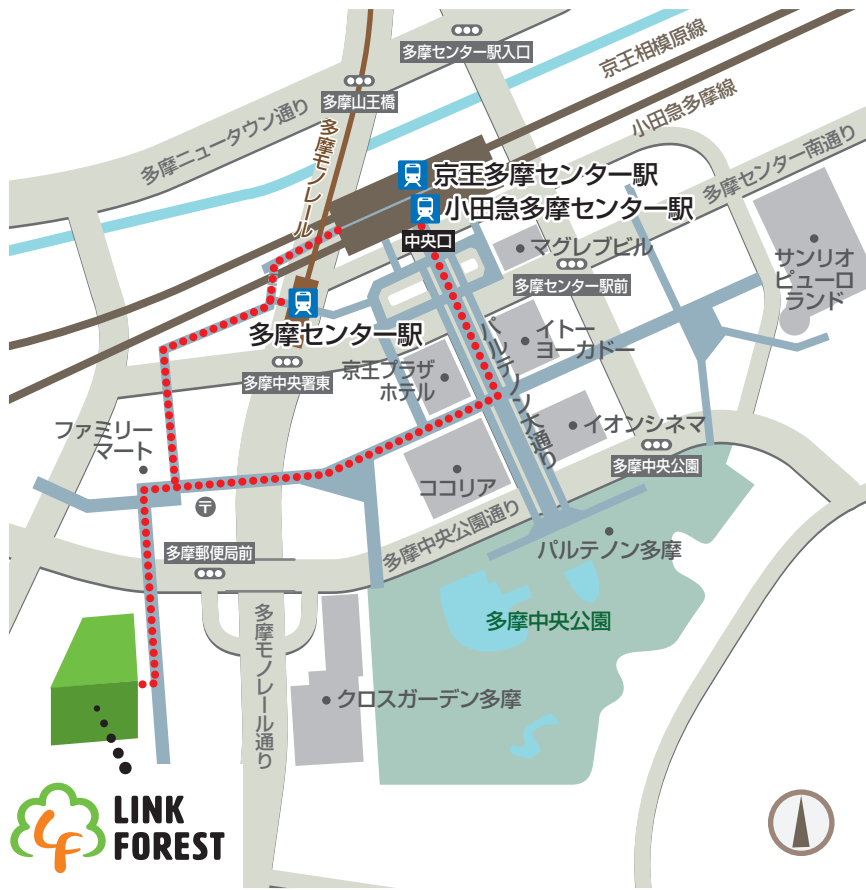 多摩センター駅入口
京王相模原線
多摩山王橋
小田急多摩線
多摩ニュータウン通り
多摩モノレール
京王多摩センター駅
多摩センター南通り
小田急多摩センター駅
中央口
マグレブビル
サンリオ
ピューロ
ランド
多摩センター駅前
多摩センター駅
パルテノン大通り
イトー
ヨーカドー
京王プラザ
ホテル
多摩中央署東
ファミリー
マート
イオンシネマ
多摩中央公園
ココリア
〒
多摩中央公園通り
多摩郵便局前
パルテノン多摩
多摩中央公園
多摩モノレール通り
クロスガーデン多摩
LINK
FOREST